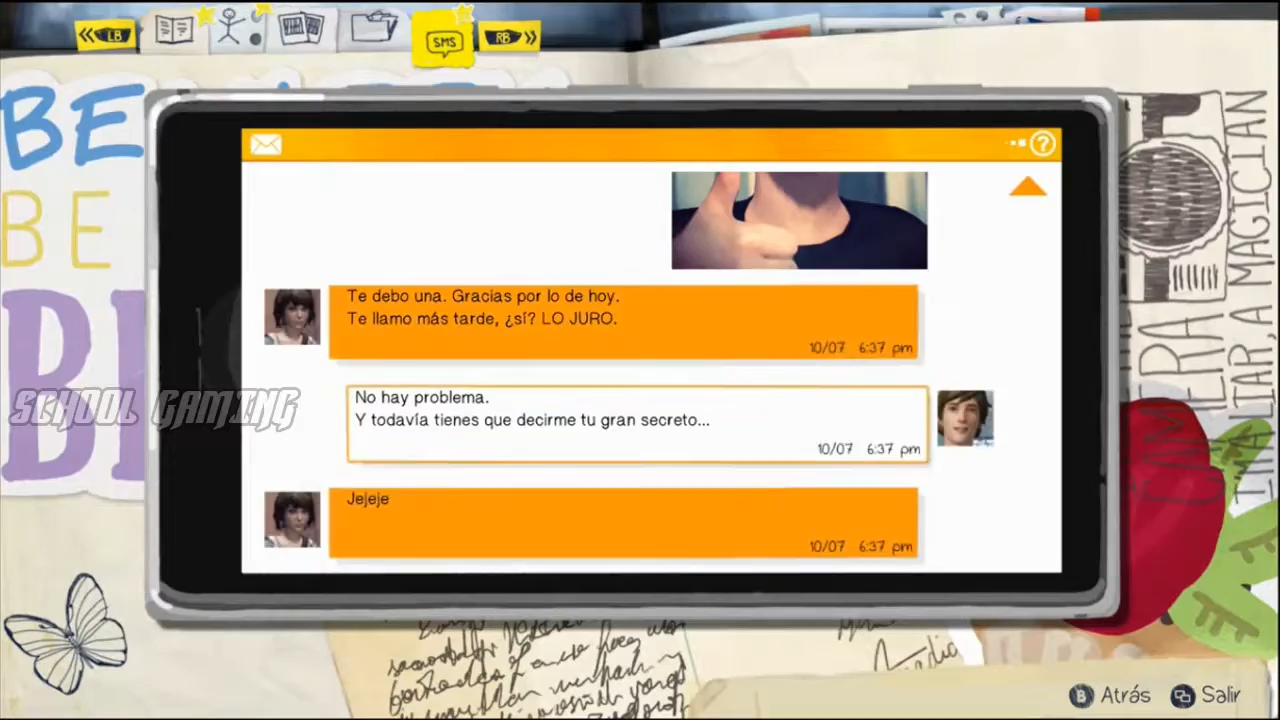 LB
SMS
RB
BE
BE
?
Te debo una. Gracias por lo de hoy.
Te llamo más tarde, ¿sí? LO JURO.
10/07 6:37 pm
No hay problema.
Y todavía tienes que decirme tu gran secreto...
10/07 6:37 pm
Jejeje
10/07 6:37 pm
SCHOOL GAMING
B Atrás
Salir